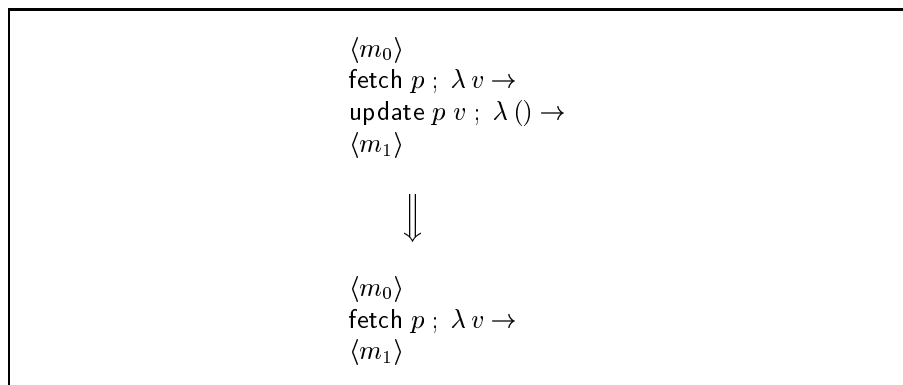 ⟨m₀⟩
fetch p ; λ v →
update p v ; λ () →
⟨m₁⟩
⇓
⟨m₀⟩
fetch p ; λ v →
⟨m₁⟩